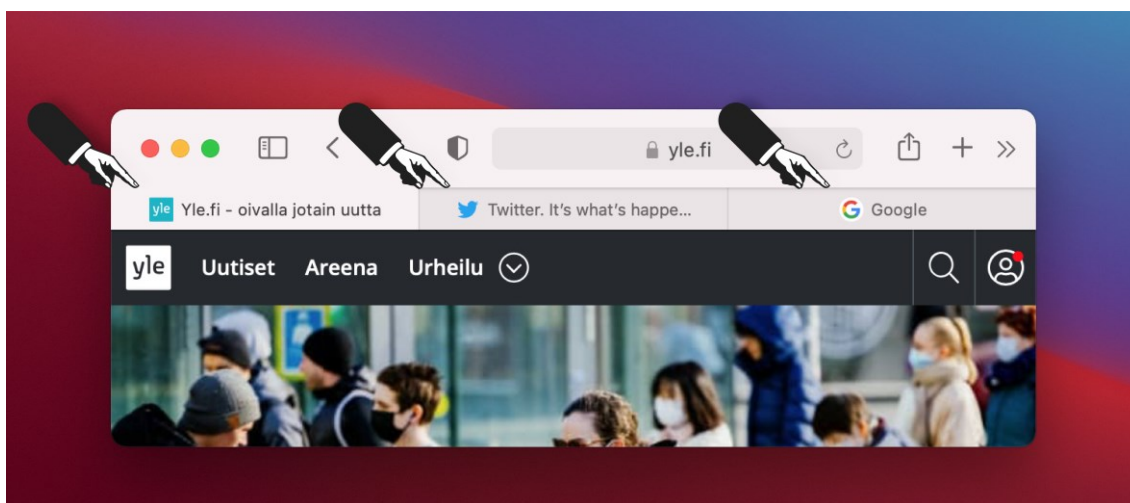 yle.fi
yle Yle.fi - oivalla jotain uutta Twitter. It's what's happe... G Google
yle Uutiset Areena Urheilu